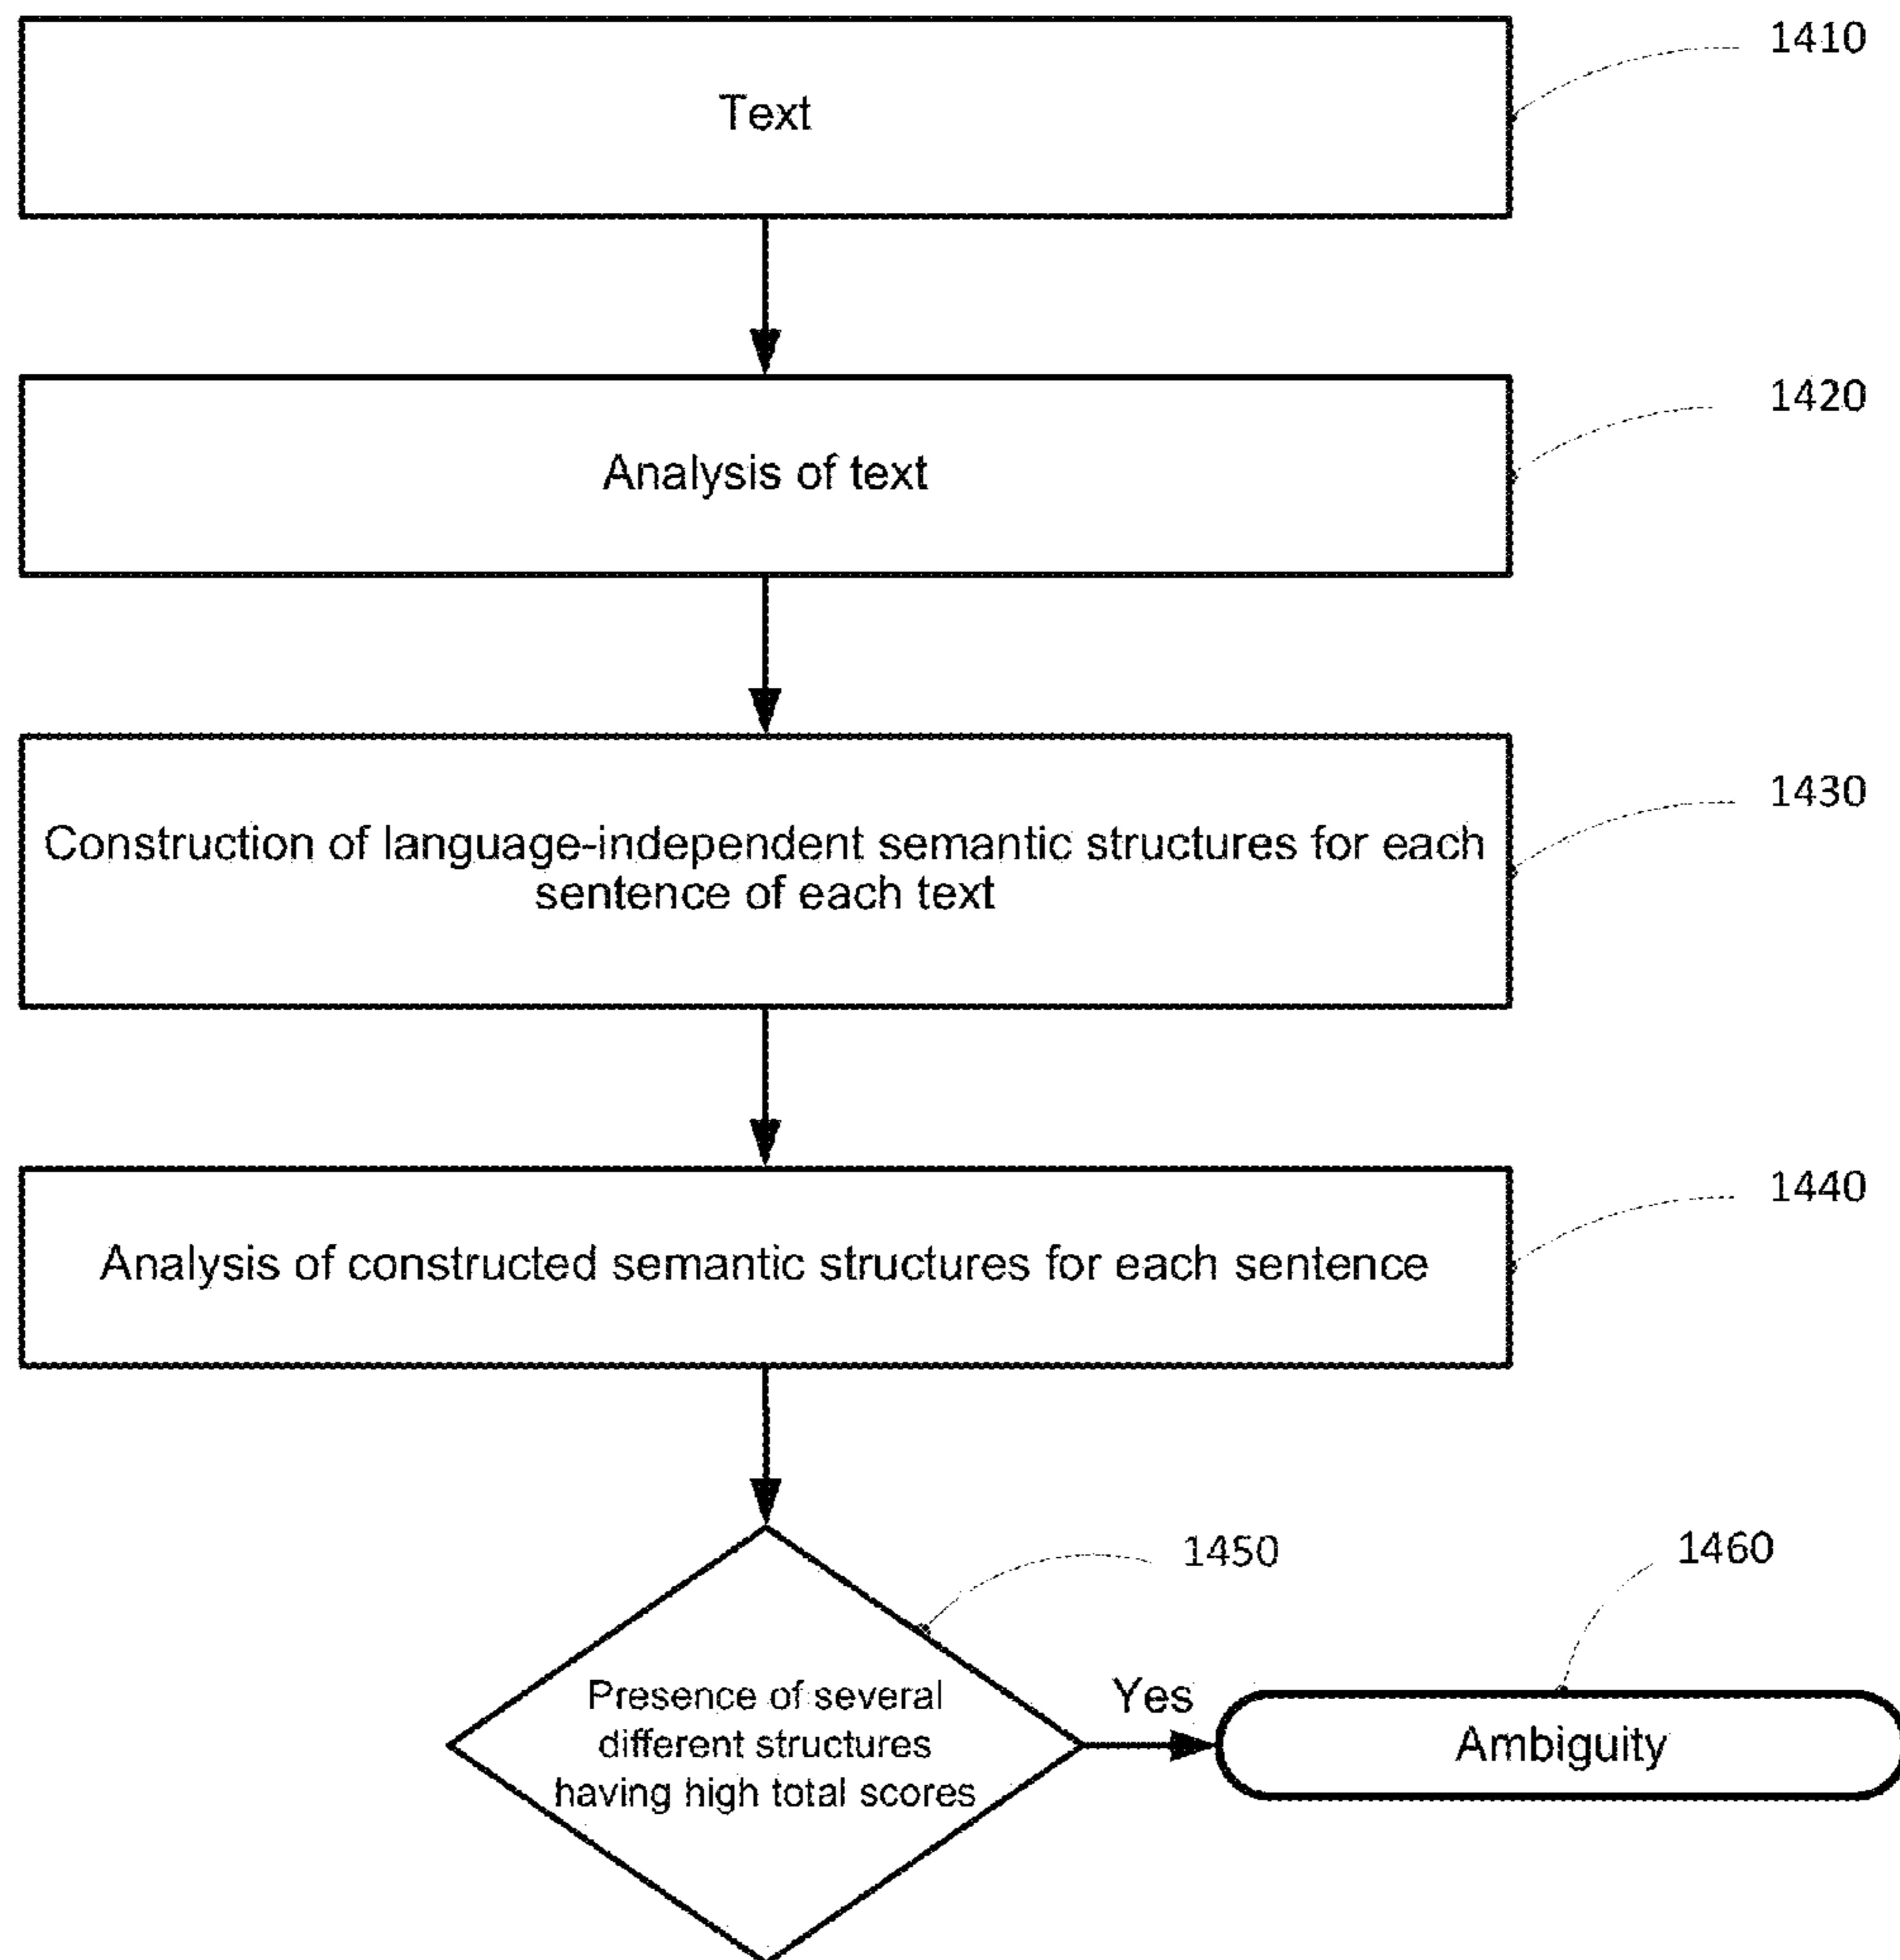 1410
Text
1420
Analysis of text
1430
Construction of language-independent semantic structures for each
sentence of each text
1440
Analysis of constructed semantic structures for each sentence
1450
1460
Presence of several
different structures
having high total scores
Yes
Ambiguity